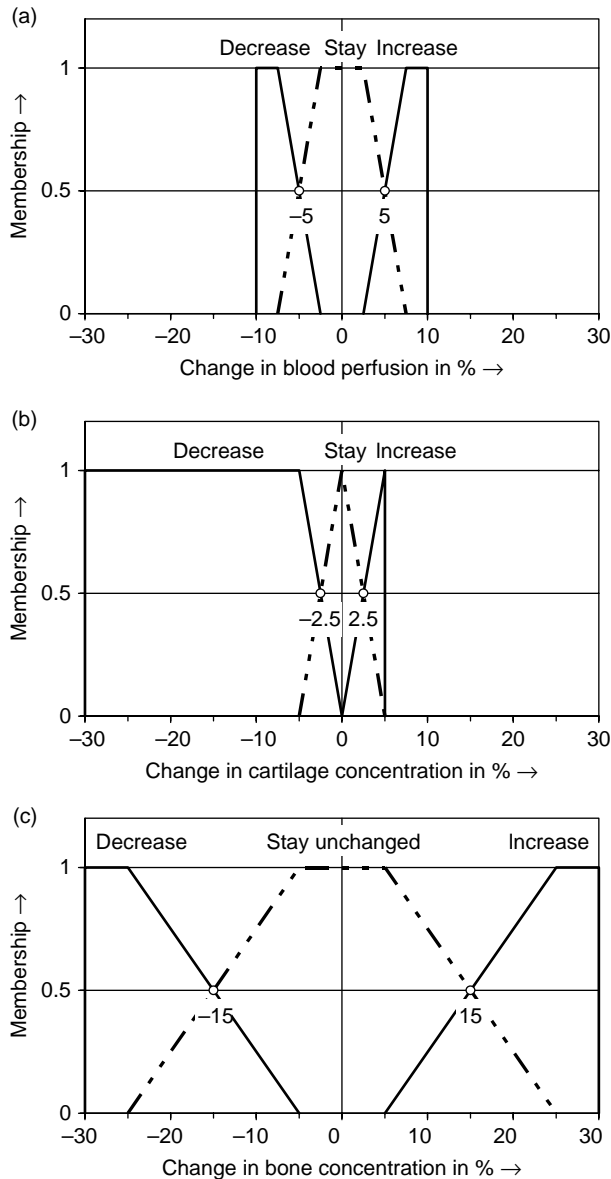 (a)
Decrease Stay Increase
Membership →
1
0.5
–5 5
0
–30 –20 –10 0 10 20 30
Change in blood perfusion in % →
(b)
Decrease Stay Increase
Membership →
1
0.5
–2.5 2.5
0
–30 –20 –10 0 10 20 30
Change in cartilage concentration in % →
(c)
Decrease Stay unchanged Increase
Membership →
1
0.5
–15 15
0
–30 –20 –10 0 10 20 30
Change in bone concentration in % →